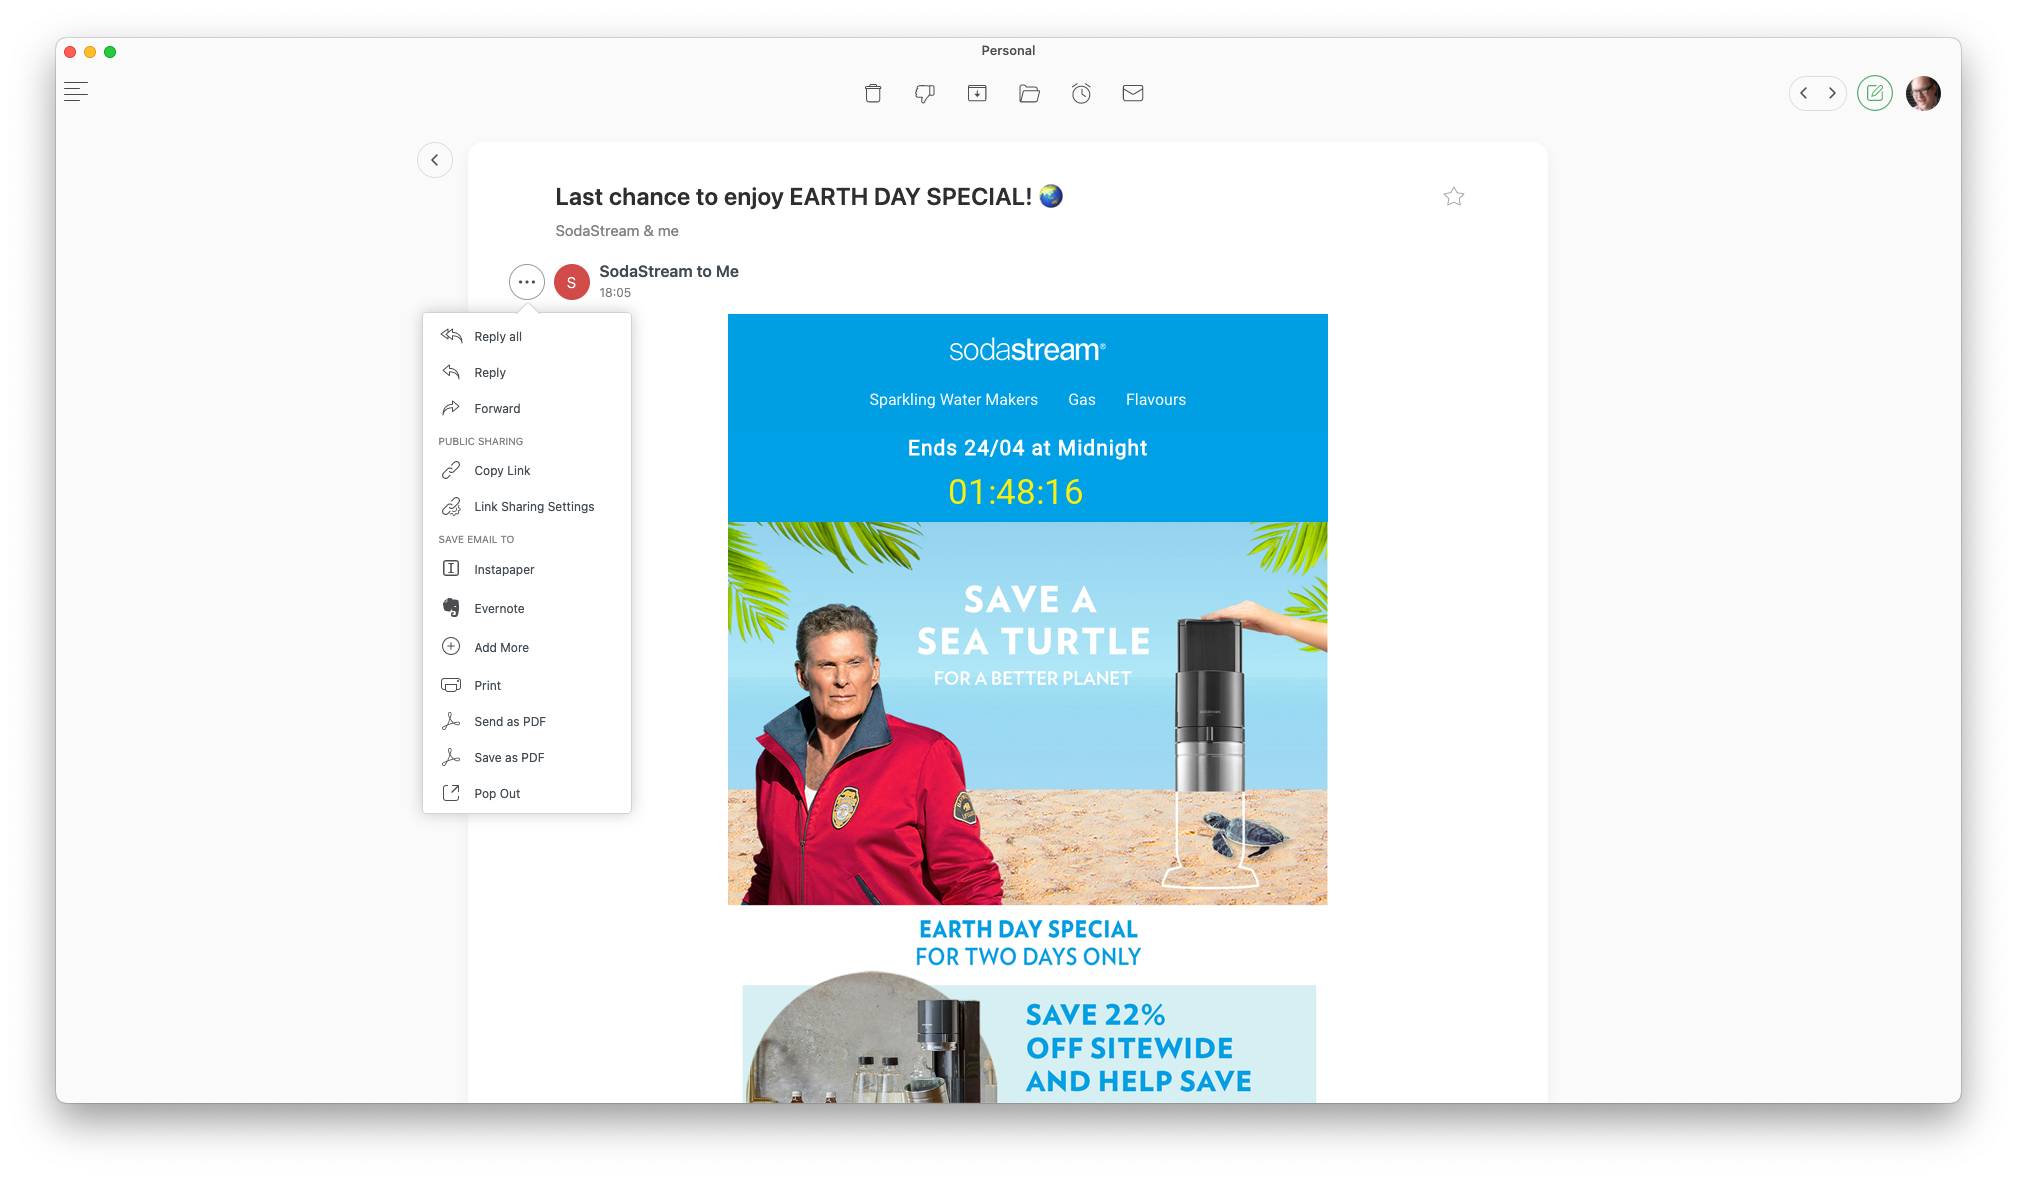 Personal
Last chance to enjoy EARTH DAY SPECIAL! 🌏
SodaStream & me
S
SodaStream to Me
18:05
Reply all
Reply
Forward
PUBLIC SHARING
Copy Link
Link Sharing Settings
SAVE EMAIL TO
Instapaper
Evernote
Add More
Print
Send as PDF
Save as PDF
Pop Out
sodastream®
Sparkling Water Makers Gas Flavours
Ends 24/04 at Midnight
01:48:16
SAVE A
SEA TURTLE
FOR A BETTER PLANET
EARTH DAY SPECIAL
FOR TWO DAYS ONLY
SAVE 22%
OFF SITEWIDE
AND HELP SAVE